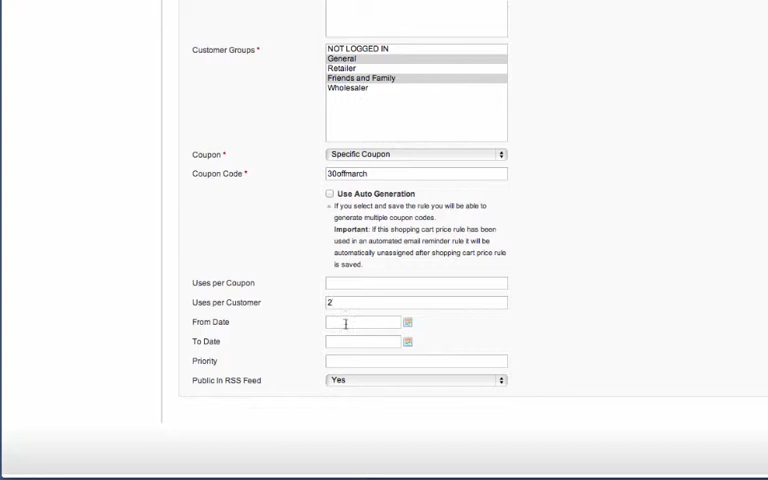 Customer Groups *
NOT LOGGED IN
General
Retailer
Friends and Family
Wholesaler
Coupon *
Specific Coupon
Coupon Code *
30offmarch
Use Auto Generation
If you select and save the rule you will be able to
generate multiple coupon codes.
Important: If this shopping cart price rule has been
used in an automated email reminder rule it will be
automatically unassigned after shopping cart price rule
is saved.
Uses per Coupon
Uses per Customer
2
From Date
To Date
Priority
Public In RSS Feed
Yes